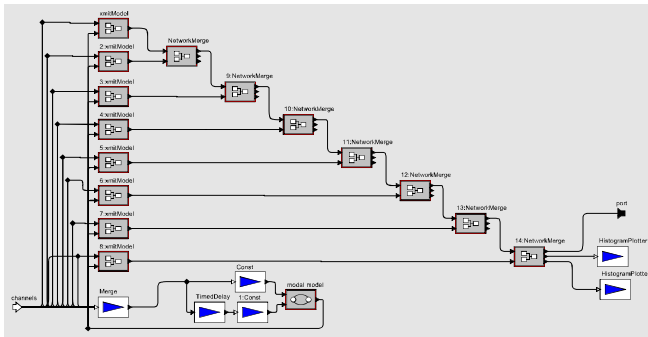 xmitModel
2:xmitModel
NetworkMerge
3:xmitModel
9:NetworkMerge
4:xmitModel
10:NetworkMerge
5:xmitModel
11:NetworkMerge
6:xmitModel
12:NetworkMerge
7:xmitModel
13:NetworkMerge
port
8:xmitModel
14:NetworkMerge
HistogramPlotter
Const
modal model
HistogramPlotte
channels
Merge
TimedDelay
1:Const